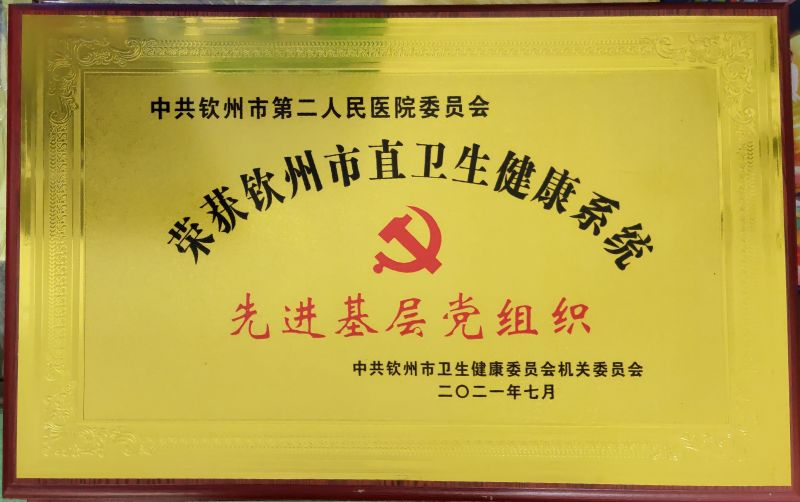 中共钦州市第二人民医院委员会
荣获钦州市直卫生健康系统
先进基层党组织
中共钦州市卫生健康委员会机关委员会
二〇二一年七月